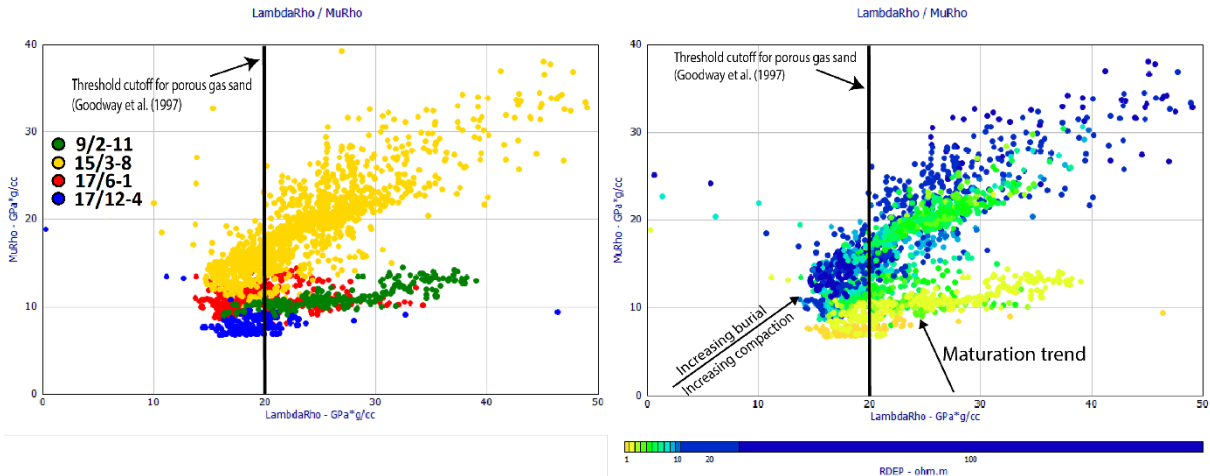 LambdaRho / MuRho
40
30
20
10
0
MuRho - GPa*g/cc
Threshold cutoff for porous gas sand
(Goodway et al. (1997)
9/2-11
15/3-8
17/6-1
17/12-4
0 10 20 30 40 50
LambdaRho - GPa*g/cc
LambdaRho / MuRho
40
30
20
10
0
MuRho - GPa*g/cc
Threshold cutoff for porous gas sand
(Goodway et al. (1997)
Increasing burial
Increasing compaction
Maturation trend
0 10 20 30 40 50
LambdaRho - GPa*g/cc
1 10 20 100
RDEP - ohm.m